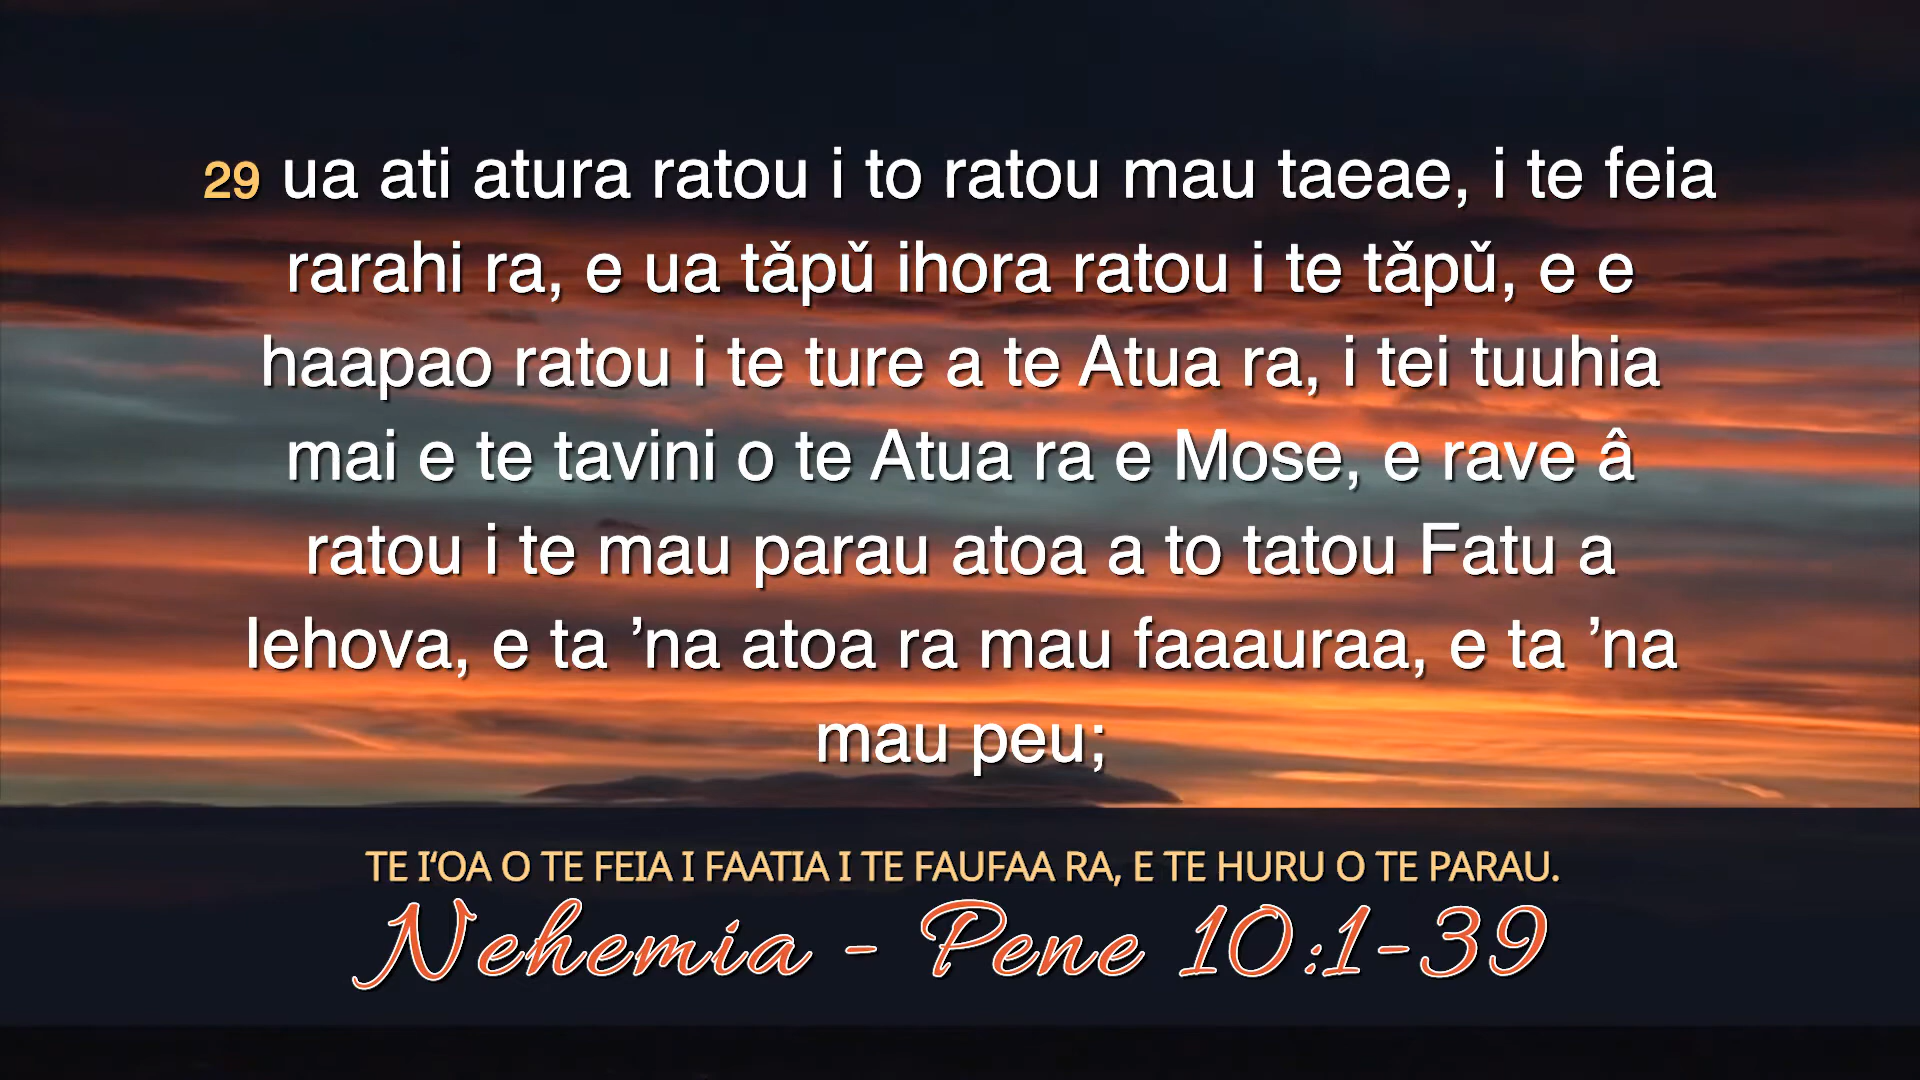 29 ua ati atura ratou i to ratou mau taeae, i te feia
rarahi ra, e ua tǎpǔ ihora ratou i te tǎpǔ, e e
haapao ratou i te ture a te Atua ra, i tei tuuhia
mai e te tavini o te Atua ra e Mose, e rave â
ratou i te mau parau atoa a to tatou Fatu a
Iehova, e ta ’na atoa ra mau faaauraa, e ta ’na
mau peu;
TE I‘OA O TE FEIA I FAATIA I TE FAUFAA RA, E TE HURU O TE PARAU.
Nehemia - Pene 10:1-39